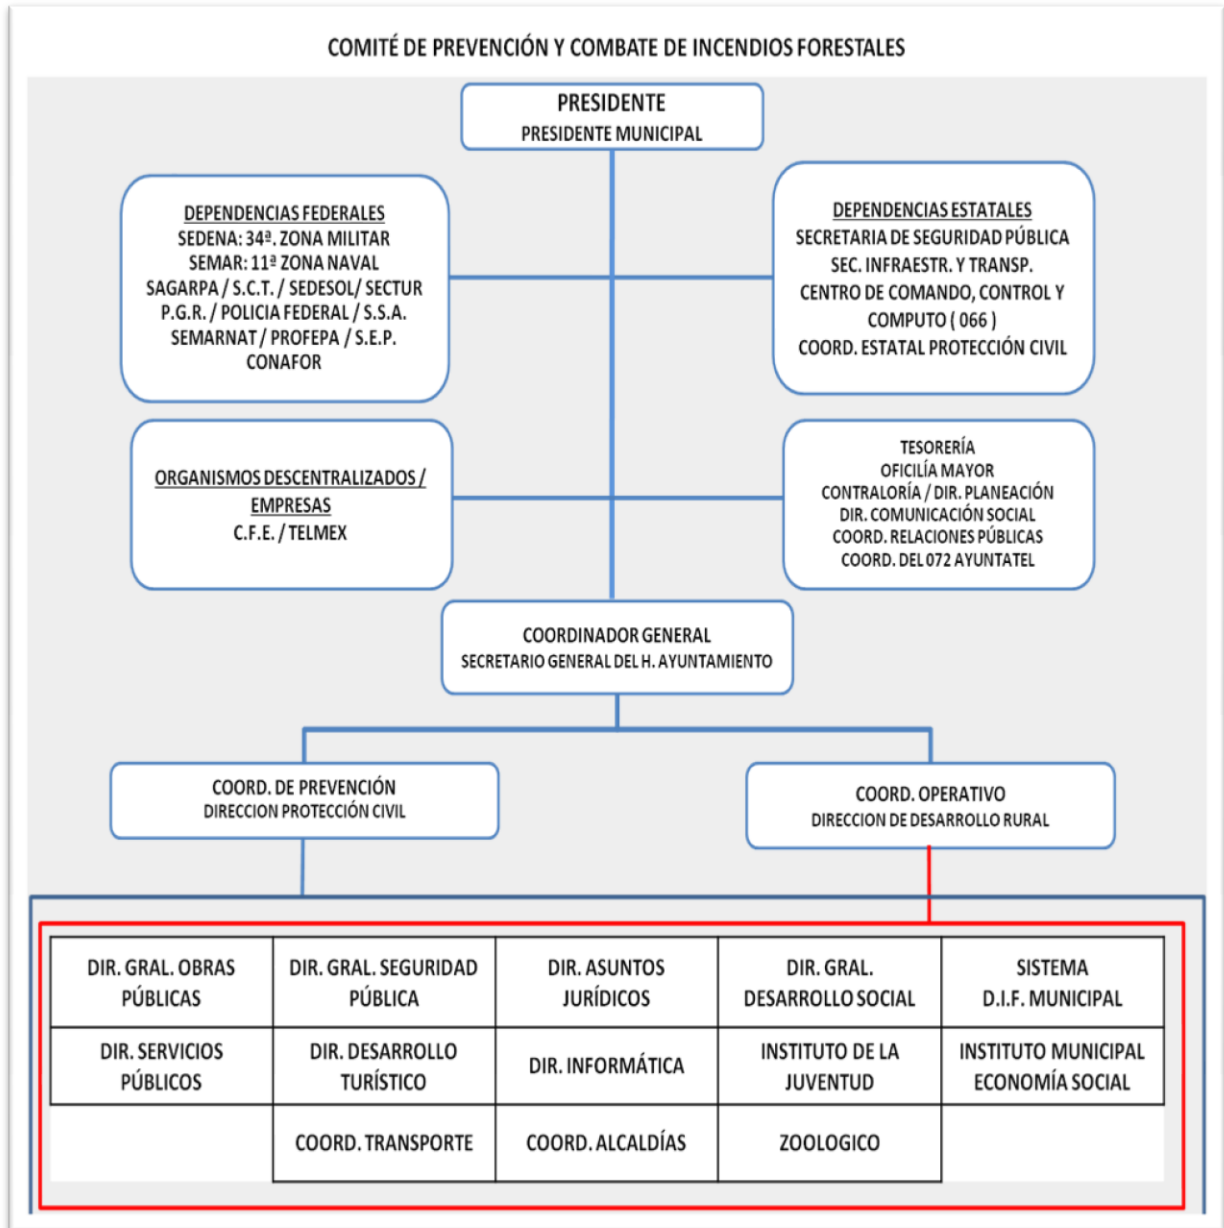 COMITÉ DE PREVENCIÓN Y COMBATE DE INCENDIOS FORESTALES
PRESIDENTE
PRESIDENTE MUNICIPAL
DEPENDENCIAS FEDERALES
SEDENA: 34ª. ZONA MILITAR
SEMAR: 11ª ZONA NAVAL
SAGARPA / S.C.T. / SEDESOL/ SECTUR
P.G.R. / POLICIA FEDERAL / S.S.A.
SEMARNAT / PROFEPA / S.E.P.
CONAFOR
DEPENDENCIAS ESTATALES
SECRETARIA DE SEGURIDAD PÚBLICA
SEC. INFRAESTR. Y TRANSP.
CENTRO DE COMANDO, CONTROL Y
COMPUTO ( 066 )
COORD. ESTATAL PROTECCIÓN CIVIL
ORGANISMOS DESCENTRALIZADOS /
EMPRESAS
C.F.E. / TELMEX
TESORERÍA
OFICILÍA MAYOR
CONTRALORÍA / DIR. PLANEACIÓN
DIR. COMUNICACIÓN SOCIAL
COORD. RELACIONES PÚBLICAS
COORD. DEL 072 AYUNTATEL
COORDINADOR GENERAL
SECRETARIO GENERAL DEL H. AYUNTAMIENTO
COORD. DE PREVENCIÓN
DIRECCION PROTECCIÓN CIVIL
COORD. OPERATIVO
DIRECCION DE DESARROLLO RURAL
DIR. GRAL. OBRAS
PÚBLICAS
DIR. GRAL. SEGURIDAD
PÚBLICA
DIR. ASUNTOS
JURÍDICOS
DIR. GRAL.
DESARROLLO SOCIAL
SISTEMA
D.I.F. MUNICIPAL
DIR. SERVICIOS
PÚBLICOS
DIR. DESARROLLO
TURÍSTICO
DIR. INFORMÁTICA
INSTITUTO DE LA
JUVENTUD
INSTITUTO MUNICIPAL
ECONOMÍA SOCIAL
COORD. TRANSPORTE
COORD. ALCALDÍAS
ZOOLOGICO